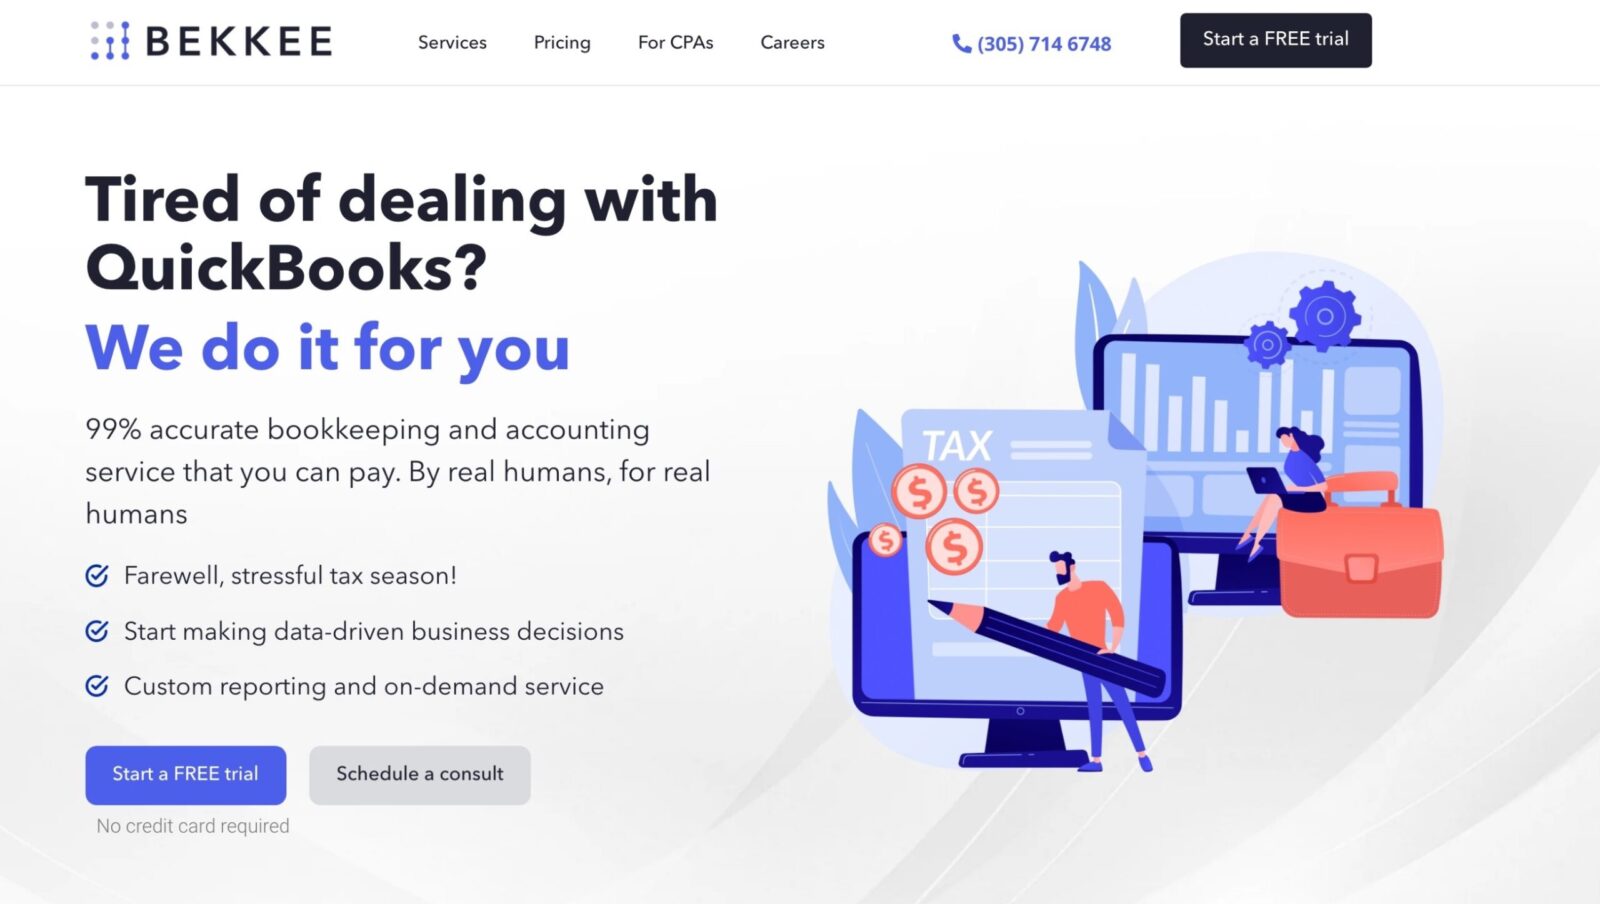 BEKKEE
Services
Pricing
For CPAs
Careers
(305) 714 6748
Start a FREE trial
Tired of dealing with
QuickBooks?
We do it for you
99% accurate bookkeeping and accounting
service that you can pay. By real humans, for real
humans
Farewell, stressful tax season!
Start making data-driven business decisions
Custom reporting and on-demand service
Start a FREE trial
Schedule a consult
No credit card required
TAX
$
$
$
$